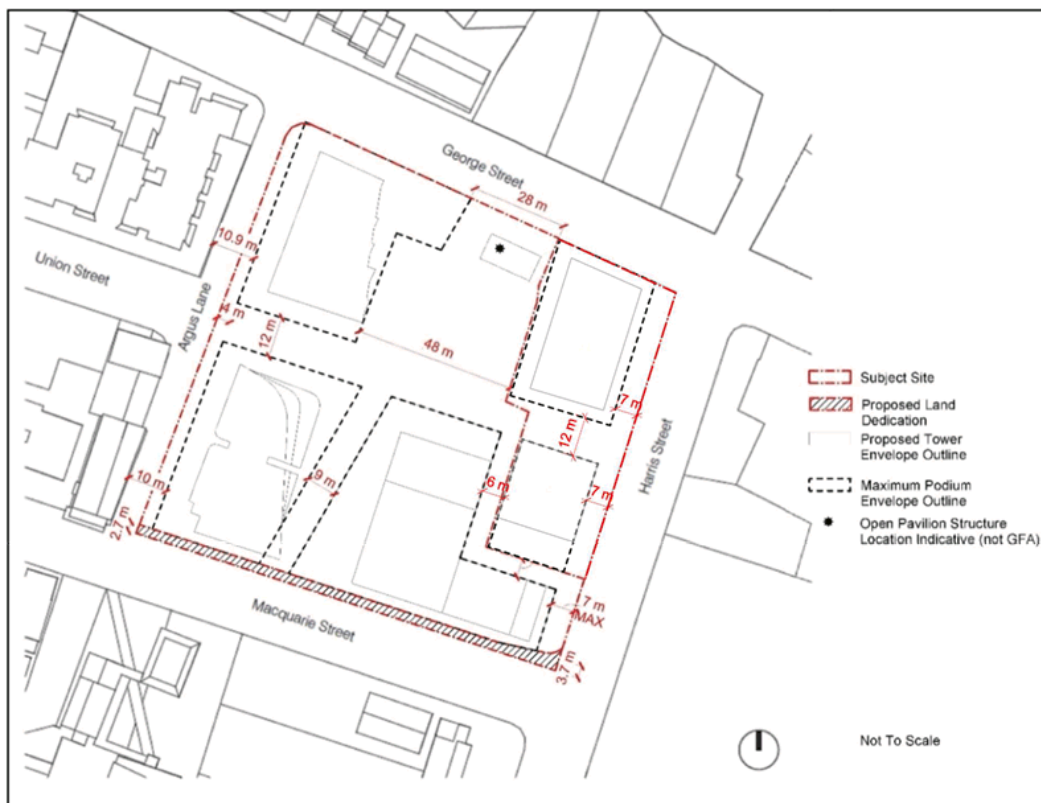 George Street
28 m
10.9 m
Union Street
Argus Lane
4 m
12 m
48 m
7 m
12 m
Harris Street
9 m
6 m
7 m
10 m
2.7 m
Macquarie Street
7 m
MAX
3.7 m
Subject Site
Proposed Land
Dedication
Proposed Tower
Envelope Outline
Maximum Podium
Envelope Outline
Open Pavilion Structure
Location Indicative (not GFA)
Not To Scale